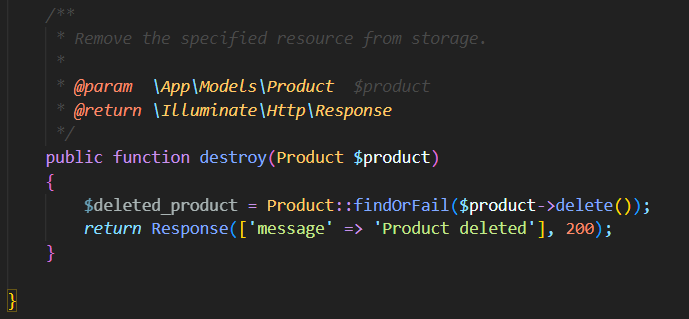 /**
 * Remove the specified resource from storage.
 *
 * @param  \App\Models\Product  $product
 * @return \Illuminate\Http\Response
 */
public function destroy(Product $product)
{
    $deleted_product = Product::findOrFail($product->delete());
    return Response(['message' => 'Product deleted'], 200);
}
}